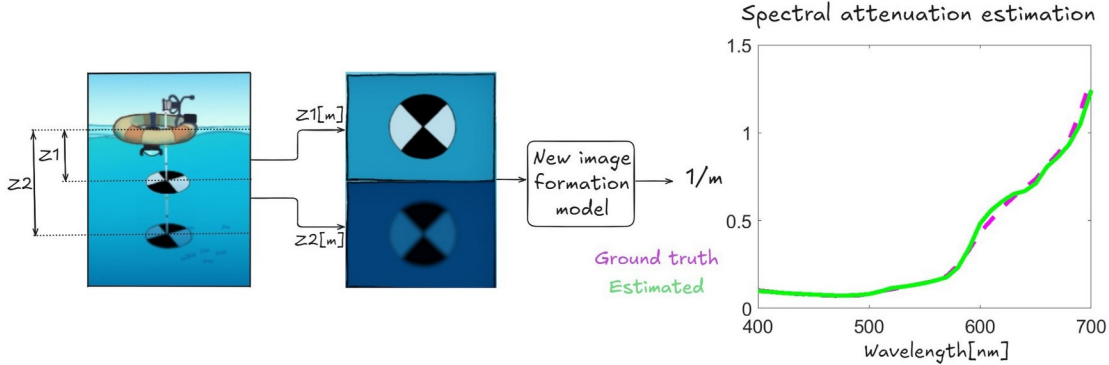 Spectral attenuation estimation
Z1
Z2
Z1[m]
Z2[m]
New image
formation
model
1/m
Ground truth
Estimated
1.5
1
0.5
0
400
500
600
700
Wavelength[nm]